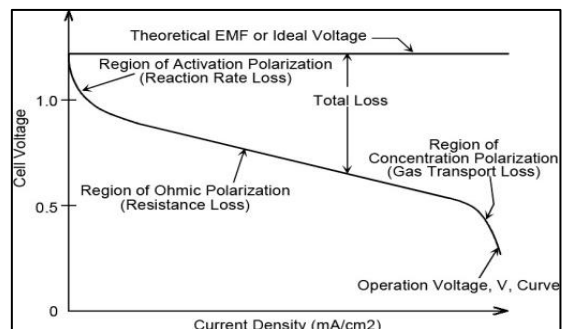 Theoretical EMF or Ideal Voltage
Region of Activation Polarization
(Reaction Rate Loss)
1.0
Total Loss
Cell Voltage
Region of
Concentration Polarization
(Gas Transport Loss)
Region of Ohmic Polarization
(Resistance Loss)
0.5
Operation Voltage, V, Curve
0
Current Density (mA/cm2)